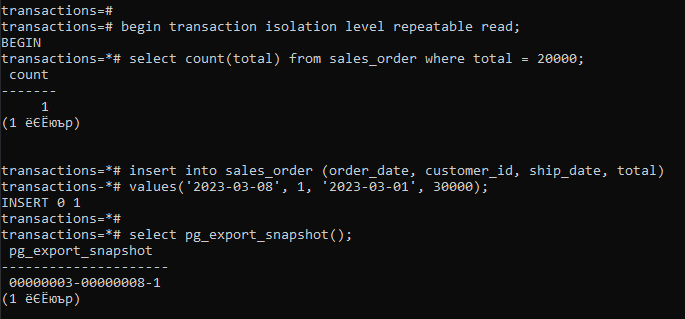 transactions=#
transactions=# begin transaction isolation level repeatable read;
BEGIN
transactions=*# select count(total) from sales_order where total = 20000;
 count
-------
     1
(1 ёЄЁюър)
transactions=*# insert into sales_order (order_date, customer_id, ship_date, total)
transactions-*# values('2023-03-08', 1, '2023-03-01', 30000);
INSERT 0 1
transactions=*#
transactions=*# select pg_export_snapshot();
 pg_export_snapshot
---------------------
 00000003-00000008-1
(1 ёЄЁюър)